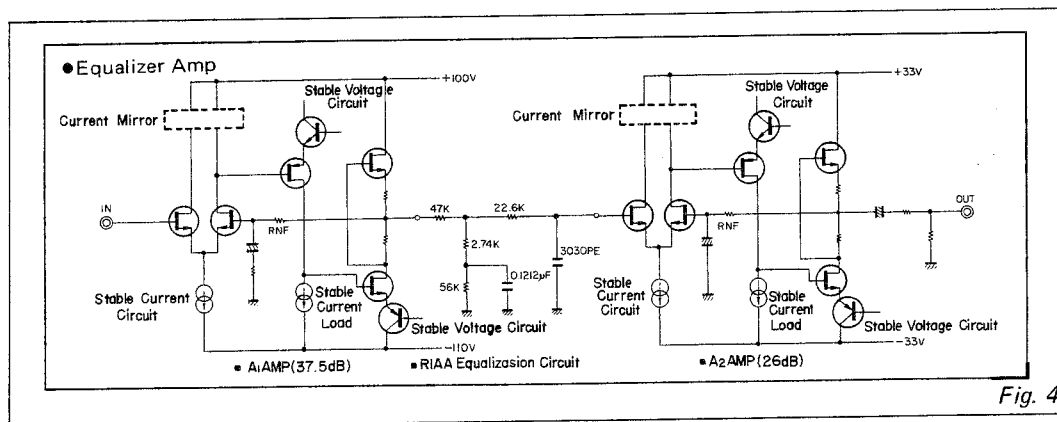 ● Equalizer Amp
+100V
Stable Voltage
Circuit
Current Mirror
IN
RNF
47K
22.6K
2.74K
56K
0.1212μF
3030PE
Stable Current
Circuit
Stable
Current
Load
Stable Voltage Circuit
-110V
+33V
Stable Voltage
Circuit
Current Mirror
RNF
OUT
Stable
Current
Circuit
Stable
Current
Load
Stable Voltage Circuit
-33V
■ A1AMP(37.5dB)
■ RIAA Equalizasion Circuit
■ A2AMP(26dB)
Fig. 4